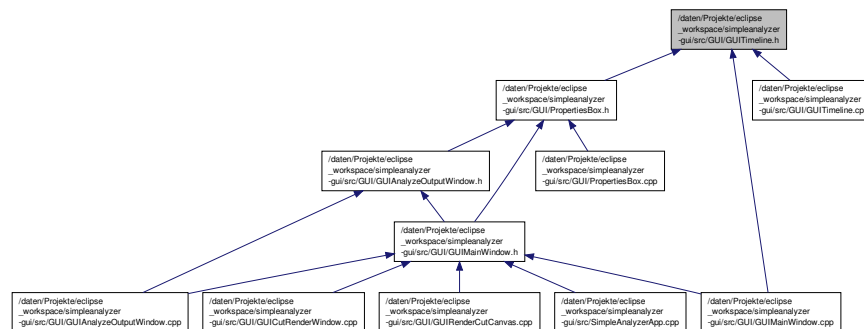 /daten/Projekte/eclipse
_workspace/simpleanalyzer
-gui/src/GUI/GUITimeline.h
/daten/Projekte/eclipse
_workspace/simpleanalyzer
-gui/src/GUI/PropertiesBox.h
/daten/Projekte/eclipse
_workspace/simpleanalyzer
-gui/src/GUI/GUITimeline.cpp
/daten/Projekte/eclipse
_workspace/simpleanalyzer
-gui/src/GUI/GUIAnalyzeOutputWindow.h
/daten/Projekte/eclipse
_workspace/simpleanalyzer
-gui/src/GUI/PropertiesBox.cpp
/daten/Projekte/eclipse
_workspace/simpleanalyzer
-gui/src/GUI/GUIMainWindow.h
/daten/Projekte/eclipse
_workspace/simpleanalyzer
-gui/src/GUI/GUIAnalyzeOutputWindow.cpp
/daten/Projekte/eclipse
_workspace/simpleanalyzer
-gui/src/GUI/GUICutRenderWindow.cpp
/daten/Projekte/eclipse
_workspace/simpleanalyzer
-gui/src/GUI/GUIRenderCutCanvas.cpp
/daten/Projekte/eclipse
_workspace/simpleanalyzer
-gui/src/SimpleAnalyzerApp.cpp
/daten/Projekte/eclipse
_workspace/simpleanalyzer
-gui/src/GUI/GUIMainWindow.cpp